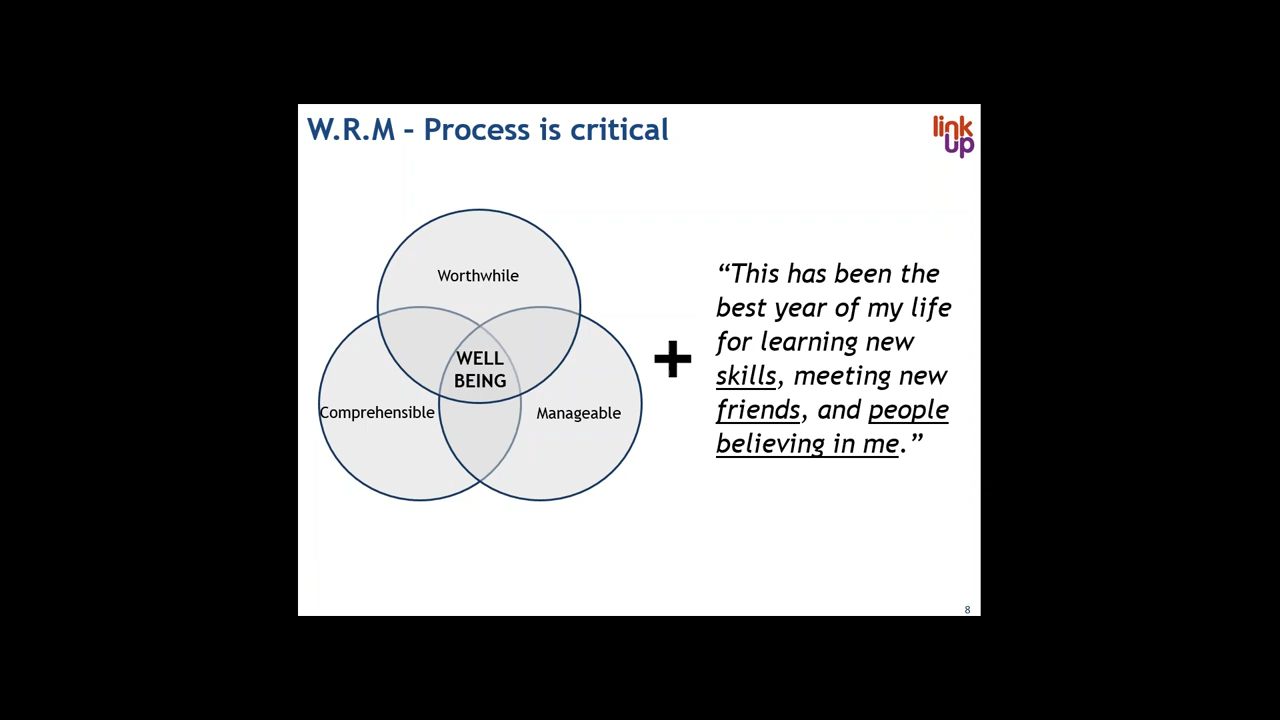 W.R.M - Process is critical
link
up
Worthwhile
WELL
BEING
Comprehensible
Manageable
+
“This has been the
best year of my life
for learning new
skills, meeting new
friends, and people
believing in me.”
8